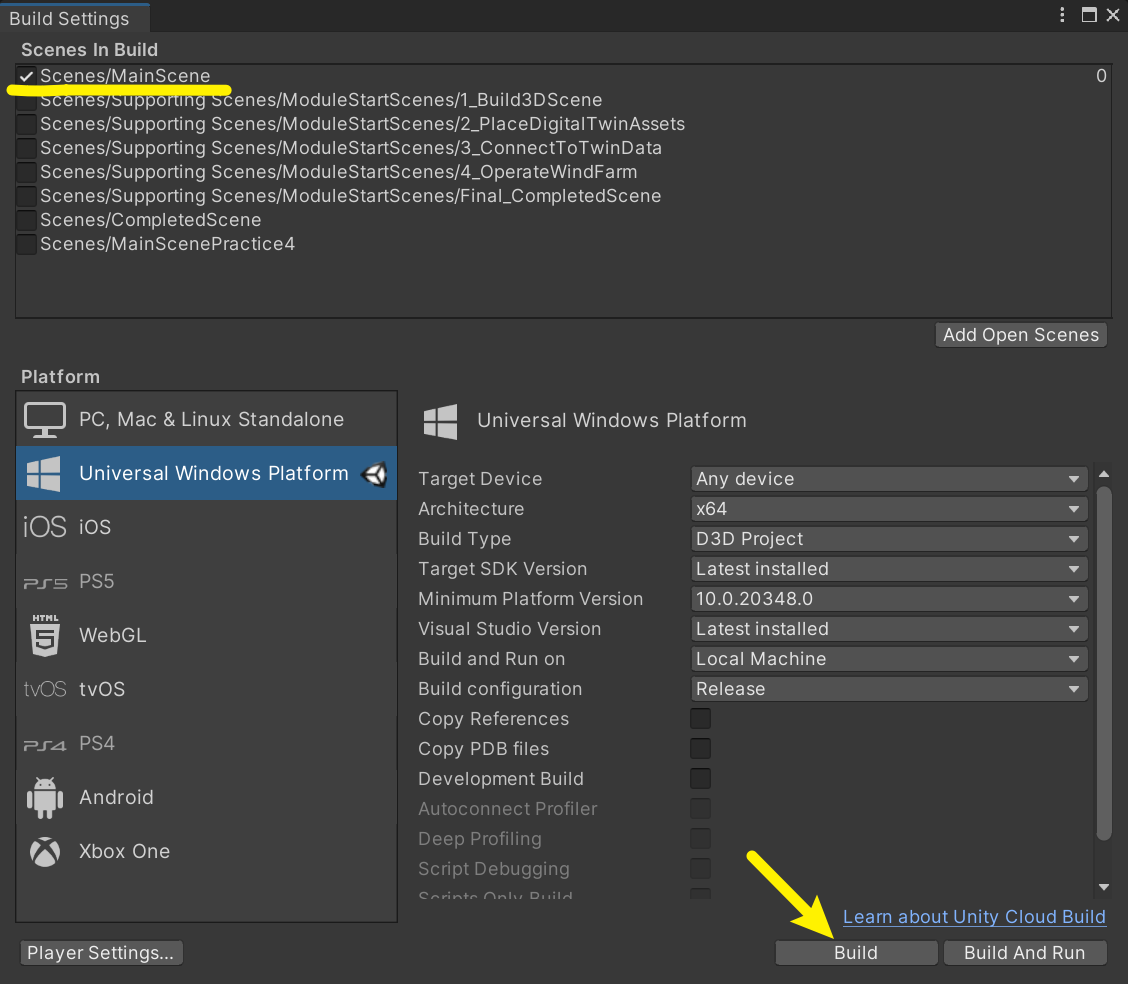 Build Settings
Scenes In Build
Scenes/MainScene 0
Scenes/Supporting Scenes/ModuleStartScenes/1_Build3DScene
Scenes/Supporting Scenes/ModuleStartScenes/2_PlaceDigitalTwinAssets
Scenes/Supporting Scenes/ModuleStartScenes/3_ConnectToTwinData
Scenes/Supporting Scenes/ModuleStartScenes/4_OperateWindFarm
Scenes/Supporting Scenes/ModuleStartScenes/Final_CompletedScene
Scenes/CompletedScene
Scenes/MainScenePractice4
Add Open Scenes
Platform
PC, Mac & Linux Standalone
Universal Windows Platform
iOS iOS
PS5 PS5
HTML
5 WebGL
tvOS tvOS
PS4 PS4
Android
Xbox One
Universal Windows Platform
Target Device Any device
Architecture x64
Build Type D3D Project
Target SDK Version Latest installed
Minimum Platform Version 10.0.20348.0
Visual Studio Version Latest installed
Build and Run on Local Machine
Build configuration Release
Copy References
Copy PDB files
Development Build
Autoconnect Profiler
Deep Profiling
Script Debugging
Scripts Only Build
Learn about Unity Cloud Build
Player Settings... Build Build And Run